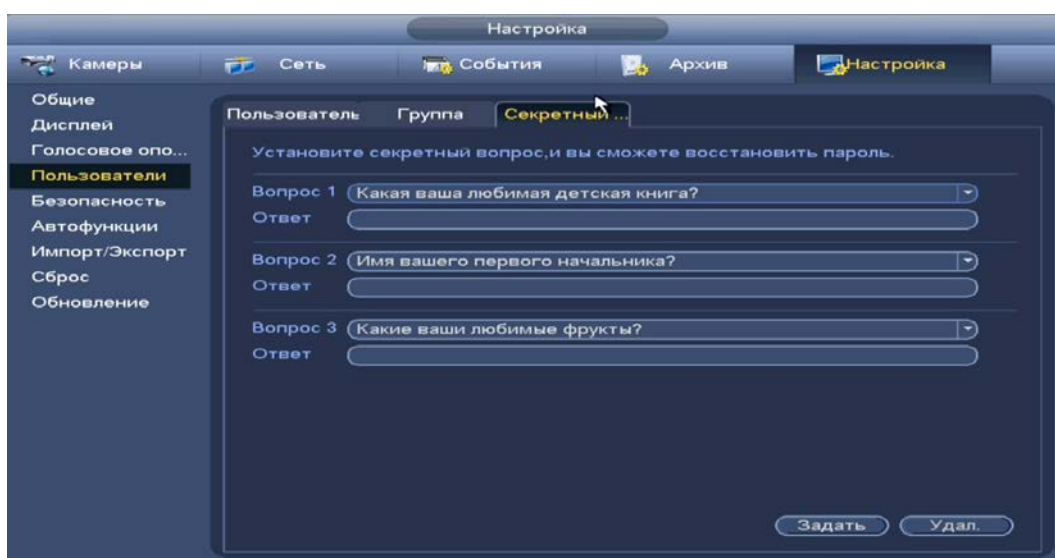 Настройка
Камеры Сеть События Архив Настройка
Общие
Дисплей
Голосовое опо...
Пользователи
Безопасность
Автофункции
Импорт/Экспорт
Сброс
Обновление
Пользователь Группа Секретный ...
Установите секретный вопрос,и вы сможете восстановить пароль.
Вопрос 1 Какая ваша любимая детская книга?
Ответ
Вопрос 2 Имя вашего первого начальника?
Ответ
Вопрос 3 Какие ваши любимые фрукты?
Ответ
Задать Удал.